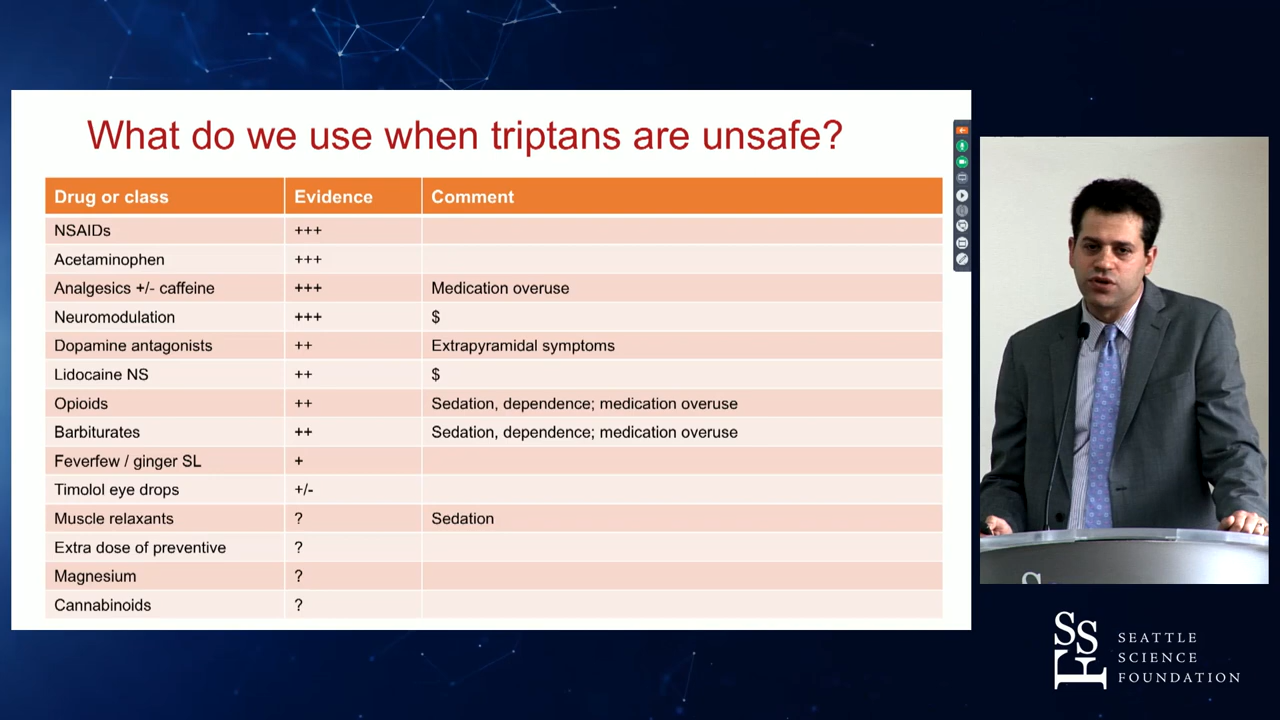 What do we use when triptans are unsafe?
Drug or class Evidence Comment
NSAIDs +++
Acetaminophen +++
Analgesics +/- caffeine +++ Medication overuse
Neuromodulation +++ $
Dopamine antagonists ++ Extrapyramidal symptoms
Lidocaine NS ++ $
Opioids ++ Sedation, dependence; medication overuse
Barbiturates ++ Sedation, dependence; medication overuse
Feverfew / ginger SL +
Timolol eye drops +/-
Muscle relaxants ? Sedation
Extra dose of preventive ?
Magnesium ?
Cannabinoids ?
S
SSF
SEATTLE
SCIENCE
FOUNDATION